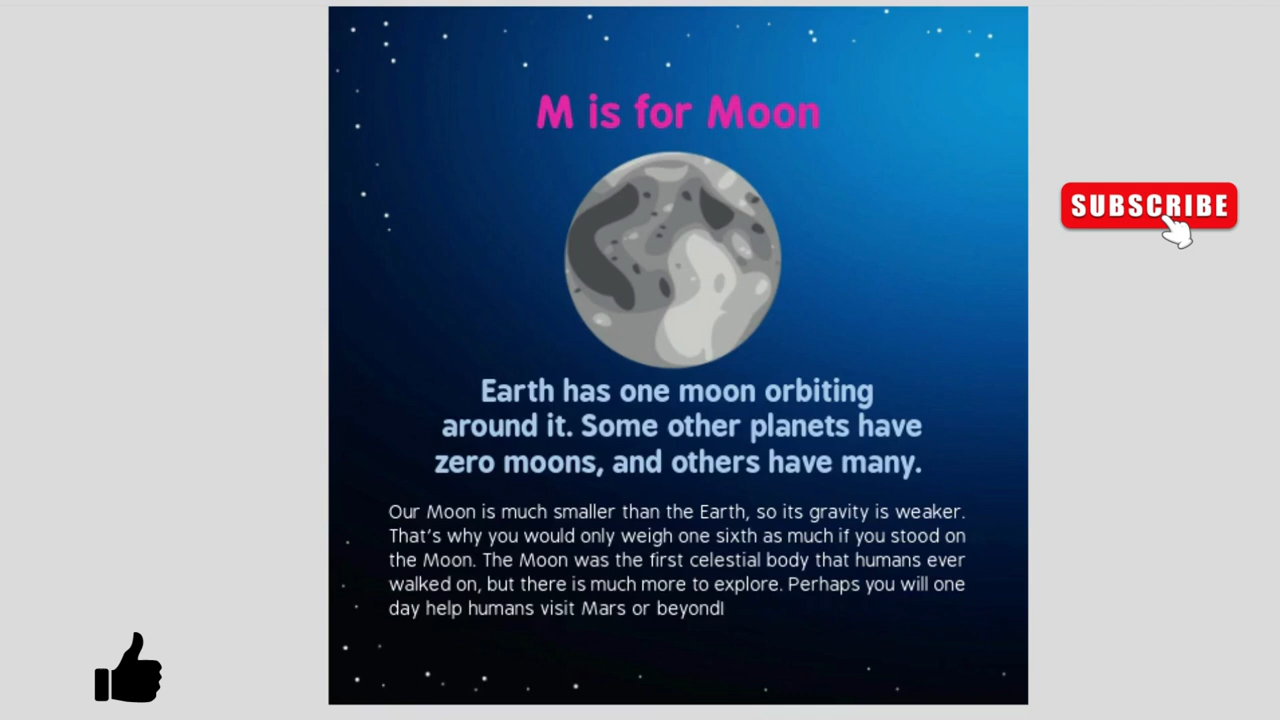 M is for Moon
SUBSCRIBE
Earth has one moon orbiting
around it. Some other planets have
zero moons, and others have many.
Our Moon is much smaller than the Earth, so its gravity is weaker.
That's why you would only weigh one sixth as much if you stood on
the Moon. The Moon was the first celestial body that humans ever
walked on, but there is much more to explore. Perhaps you will one
day help humans visit Mars or beyond!